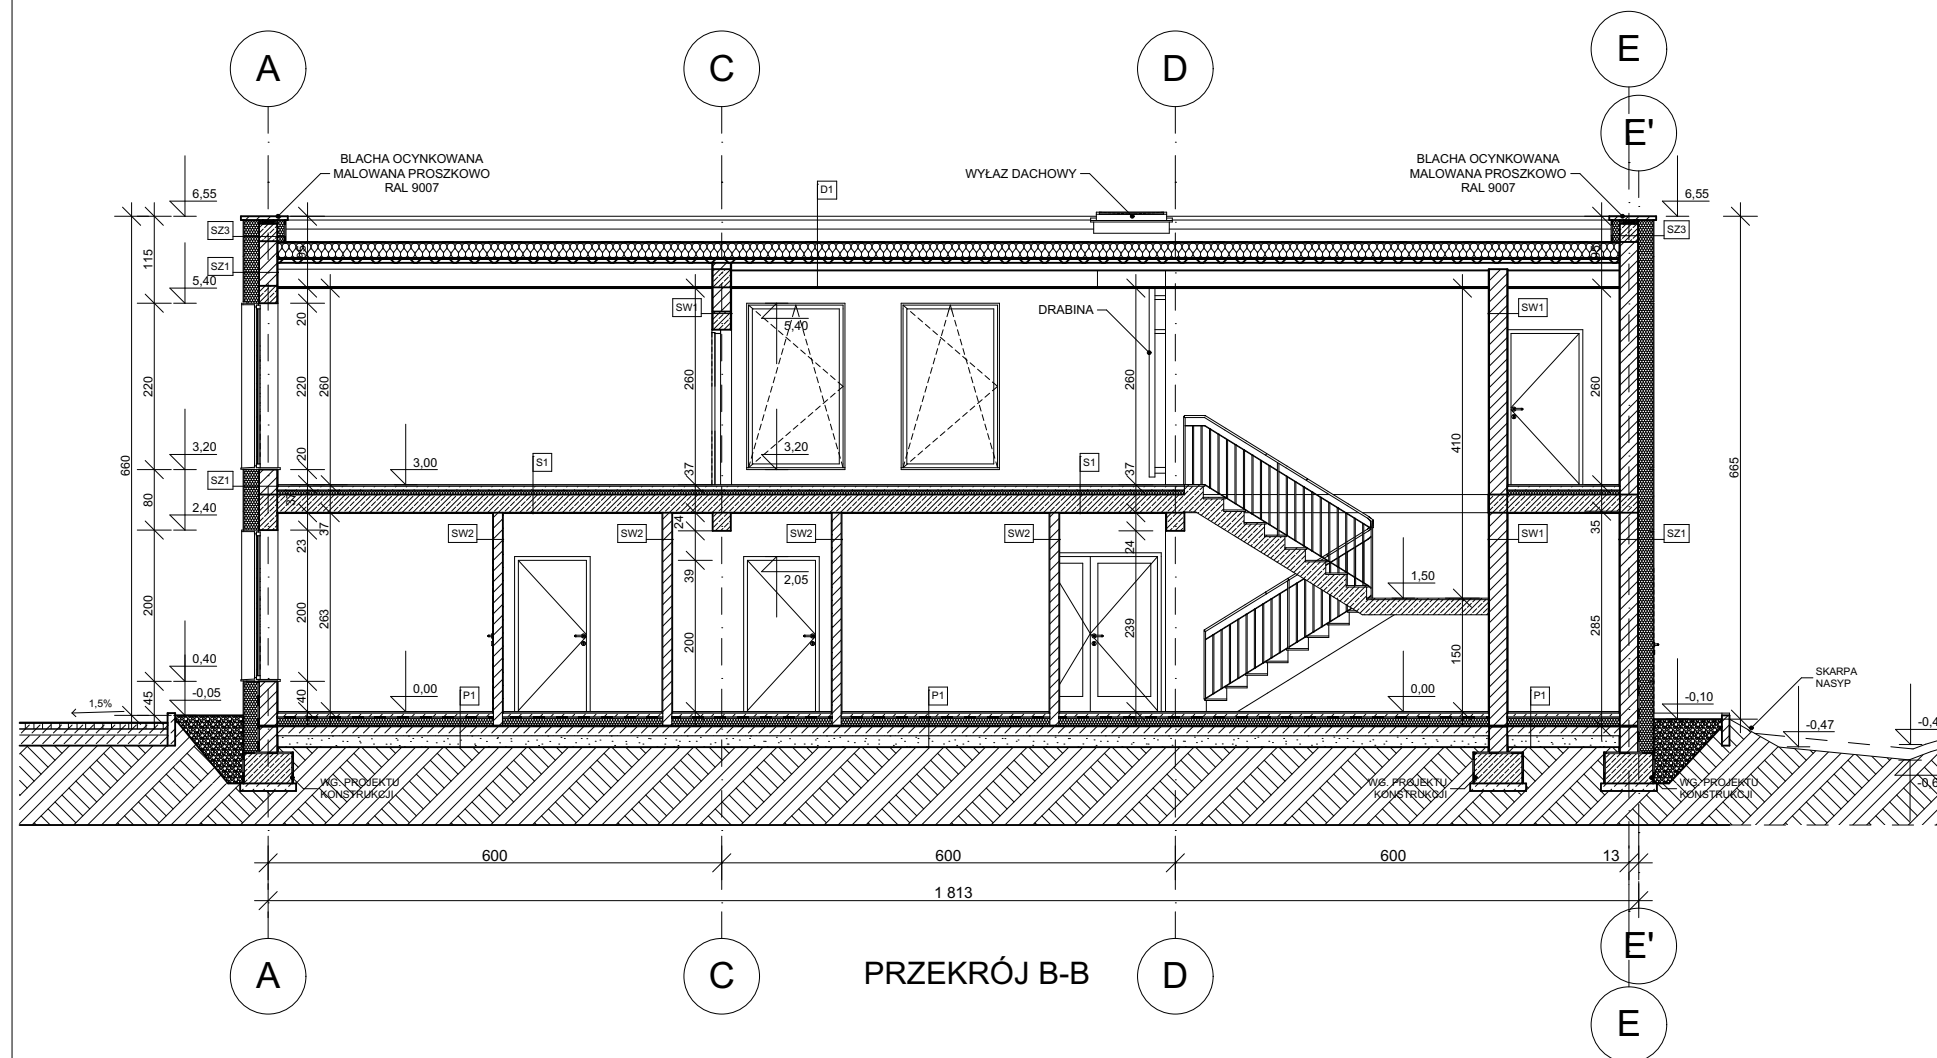 A
C
D
E
E'
BLACHA OCYNKOWANA
MALOWANA PROSZKOWO
RAL 9007
WYŁAZ DACHOWY
BLACHA OCYNKOWANA
MALOWANA PROSZKOWO
RAL 9007
D1
6,55
6,55
SZ3
SZ3
95
95
115
SZ1
5,40
20
SW1
5,40
DRABINA
SW1
660
220
220
260
260
260
410
260
3,20
20
3,00
S1
37
3,20
S1
37
665
SZ1
80
37
2,40
37
23
SW2
SW2
24
SW2
SW2
24
SW1
35
SZ1
39
2,05
1,50
200
200
263
200
239
150
285
0,40
45
-0,05
40
0,00
P1
P1
0,00
P1
-0,10
1,5%
SKARPA
NASYP
-0,47
WG. PROJEKTU
KONSTRUKCJI
WG. PROJEKTU
KONSTRUKCJI
WG. PROJEKTU
KONSTRUKCJI
600
600
600
13
1 813
A
C
PRZEKRÓJ B-B
D
E'
E